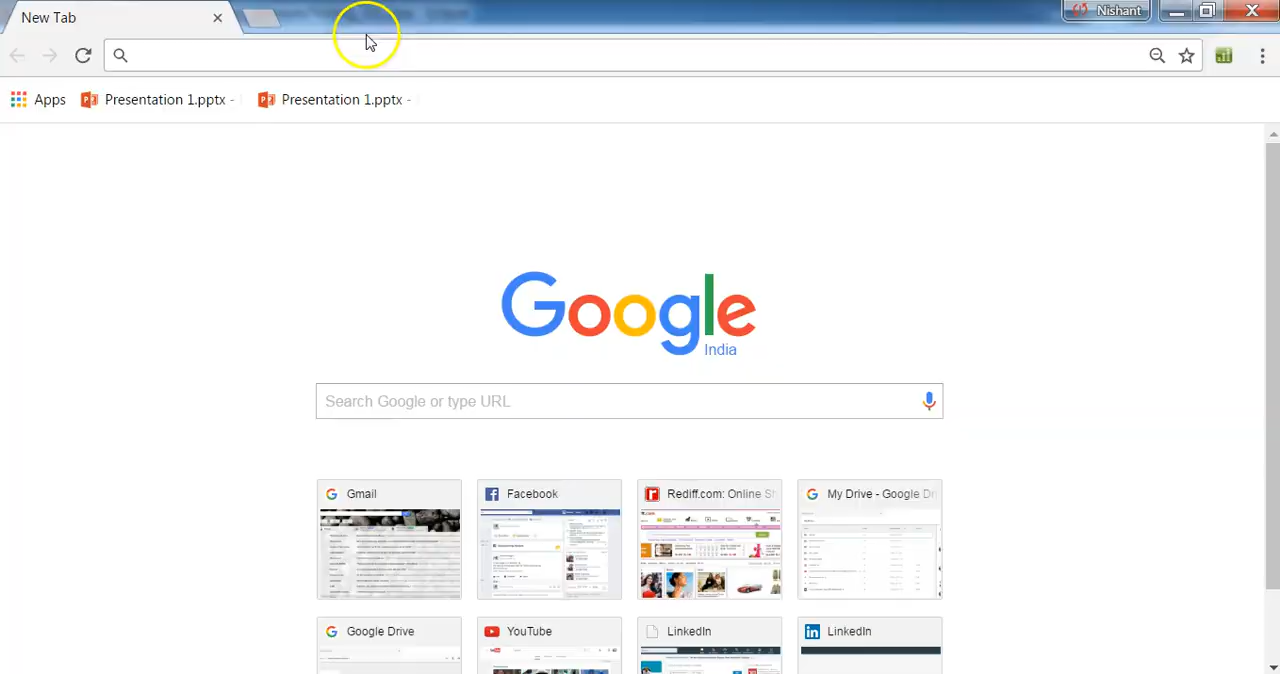 New Tab
Nishant
Apps
Presentation 1.pptx -
Presentation 1.pptx -
Google
India
Search Google or type URL
Gmail
Facebook
Rediff.com: Online Sh
My Drive - Google Dri
Google Drive
YouTube
LinkedIn
LinkedIn